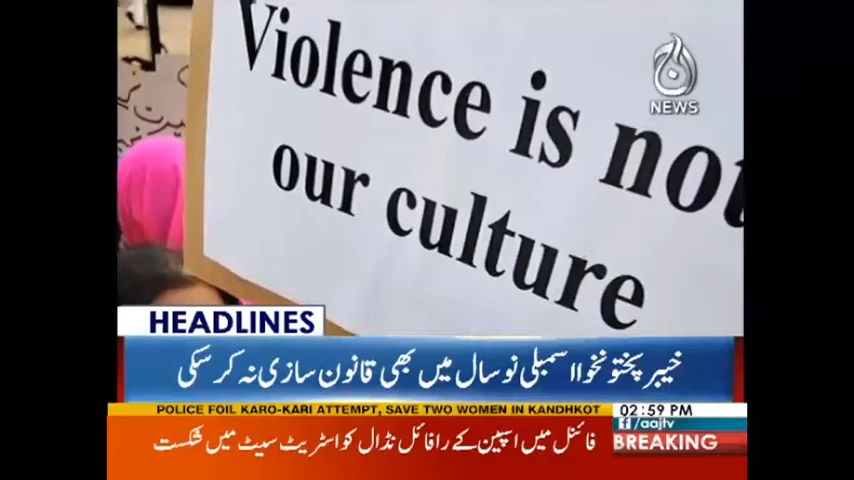 Violence is not
our culture
NEWS
HEADLINES
خیبر پختونخوا اسمبلی نو سال میں بھی قانون سازی نہ کر سکی
POLICE FOIL KARO-KARI ATTEMPT, SAVE TWO WOMEN IN KANDHKOT
02:59 PM
f/aajtv
BREAKING
فائنل میں اسپین کے رافائل نڈال کو اسٹریٹ سیٹ میں شکست